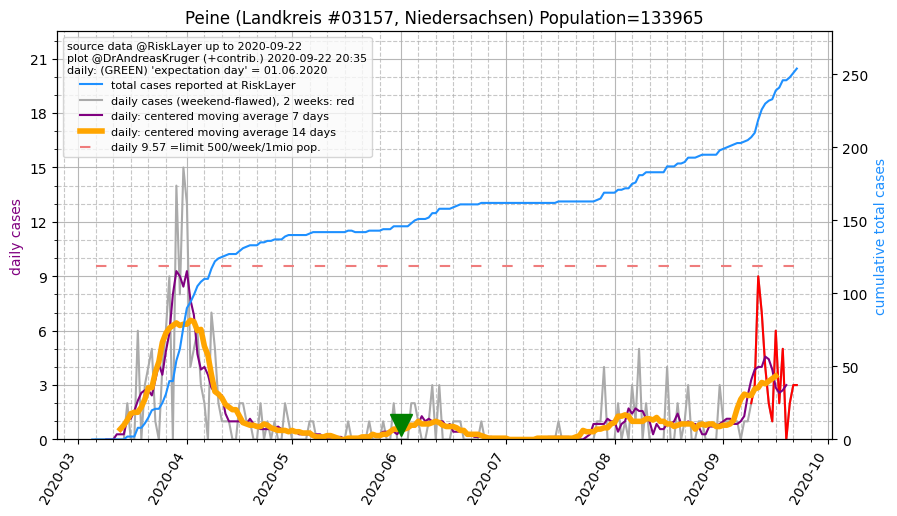 Peine (Landkreis #03157, Niedersachsen) Population=133965
source data @RiskLayer up to 2020-09-22
plot @DrAndreasKruger (+contrib.) 2020-09-22 20:35
daily: (GREEN) 'expectation day' = 01.06.2020
total cases reported at RiskLayer
daily cases (weekend-flawed), 2 weeks: red
daily: centered moving average 7 days
daily: centered moving average 14 days
daily 9.57 =limit 500/week/1mio pop.
daily cases
21
18
15
12
9
6
3
0
cumulative total cases
250
200
150
100
50
0
2020-03
2020-04
2020-05
2020-06
2020-07
2020-08
2020-09
2020-10